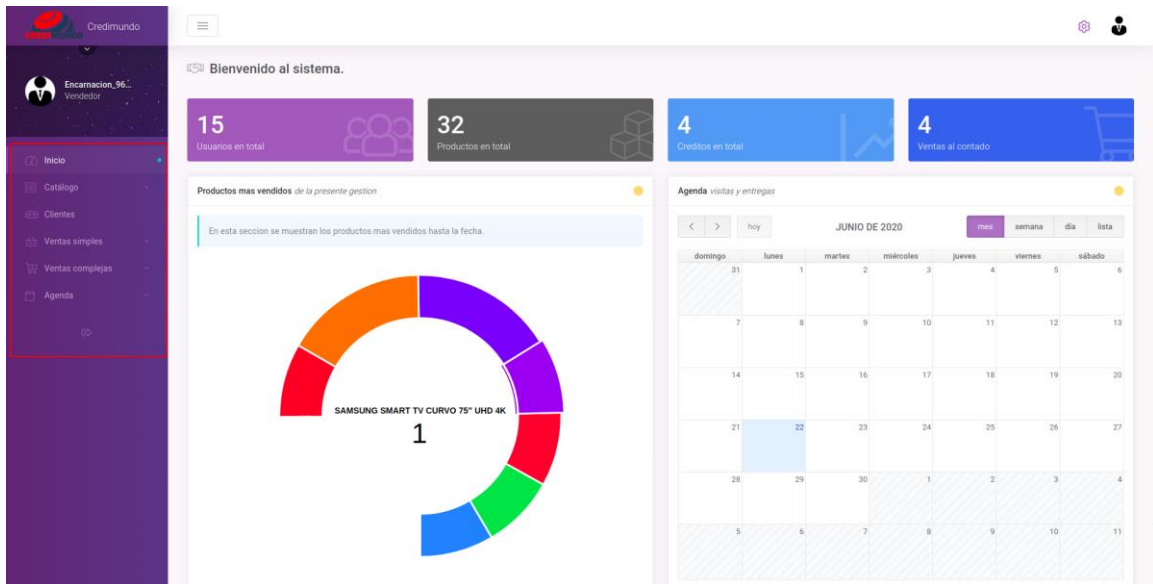 Credimundo
CREDIMUNDO
Encarnacion_96...
Vendedor
Inicio
Catálogo
Clientes
Ventas simples
Ventas complejas
Agenda
Bienvenido al sistema.
15
Usuarios en total
32
Productos en total
4
Creditos en total
4
Ventas al contado
Productos mas vendidos de la presente gestion
En esta seccion se muestran los productos mas vendidos hasta la fecha.
SAMSUNG SMART TV CURVO 75" UHD 4K
1
Agenda visitas y entregas
hoy JUNIO DE 2020 mes semana día lista
domingo lunes martes miércoles jueves viernes sábado
31 1 2 3 4 5 6
7 8 9 10 11 12 13
14 15 16 17 18 19 20
21 22 23 24 25 26 27
28 29 30 1 2 3 4
5 6 7 8 9 10 11